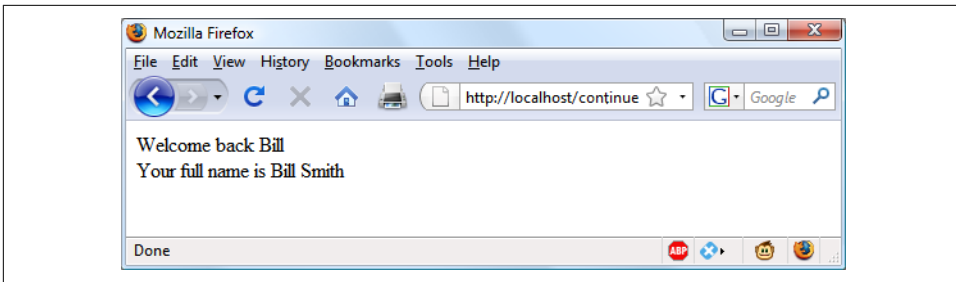 Mozilla Firefox
File Edit View History Bookmarks Tools Help
http://localhost/continue G Google
Welcome back Bill
Your full name is Bill Smith
Done ABP